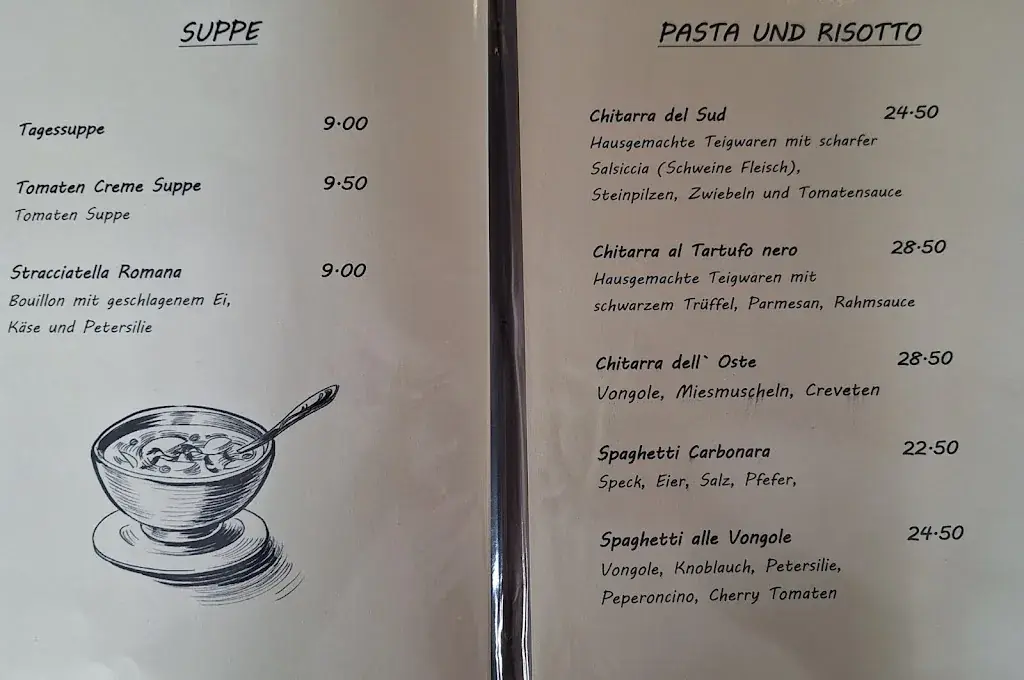 SUPPE
Tagessuppe 9.00
Tomaten Creme Suppe 9.50
Tomaten Suppe
Stracciatella Romana 9.00
Bouillon mit geschlagenem Ei,
Käse und Petersilie
PASTA UND RISOTTO
Chitarra del Sud 24.50
Hausgemachte Teigwaren mit scharfer
Salsiccia (Schweine Fleisch),
Steinpilzen, Zwiebeln und Tomatensauce
Chitarra al Tartufo nero 28.50
Hausgemachte Teigwaren mit
schwarzem Trüffel, Parmesan, Rahmsauce
Chitarra dell` Oste 28.50
Vongole, Miesmuscheln, Creveten
Spaghetti Carbonara 22.50
Speck, Eier, Salz, Pfefer,
Spaghetti alle Vongole 24.50
Vongole, Knoblauch, Petersilie,
Peperoncino, Cherry Tomaten